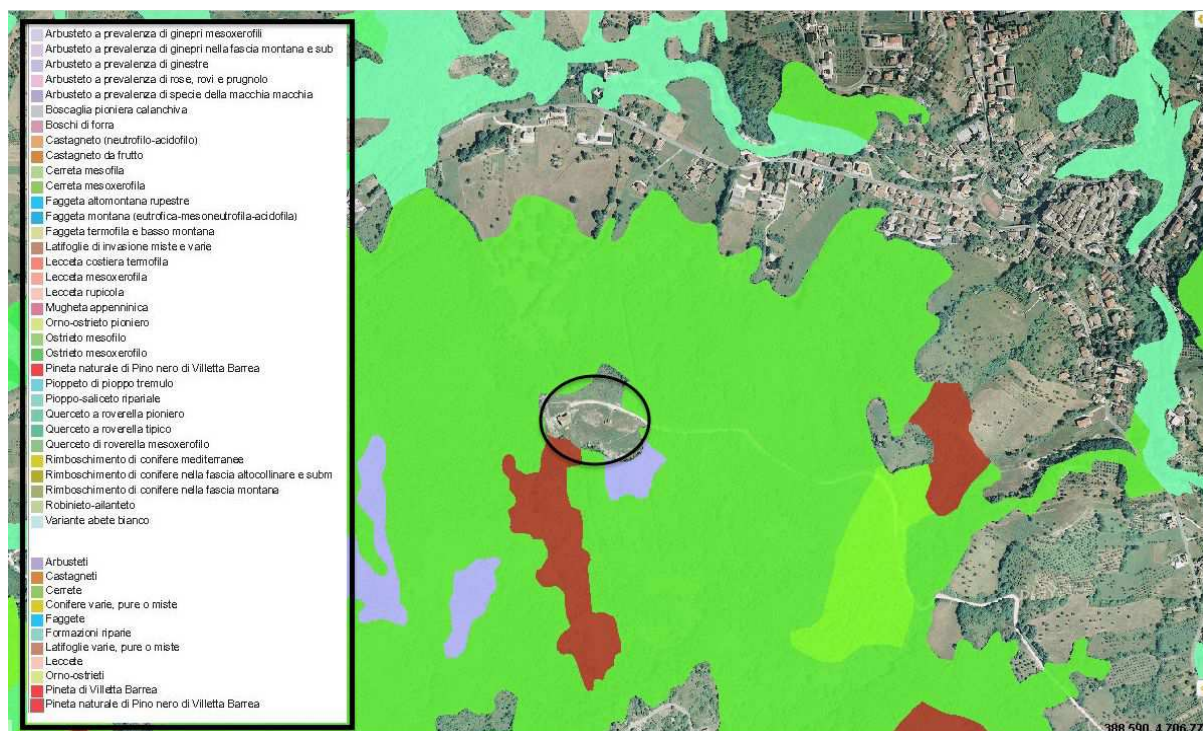 Arbusteto a prevalenza di ginepri mesoxerofili
Arbusteto a prevalenza di ginepri nella fascia montana e sub
Arbusteto a prevalenza di ginestre
Arbusteto a prevalenza di rose, rovi e prugnolo
Arbusteto a prevalenza di specie della macchia macchia
Boscaglia pioniera calanchiva
Boschi di forra
Castagneto (neutrofilo-acidofilo)
Castagneto da frutto
Cerreta mesofila
Cerreta mesoxerofila
Faggeta altomontana rupestre
Faggeta montana (eutrofica-mesoneutrofila-acidofila)
Faggeta termofila e basso montana
Latifoglie di invasione miste e varie
Lecceta costiera termofila
Lecceta mesoxerofila
Lecceta rupicola
Mugheta appenninica
Orno-ostrieto pioniero
Ostrieto mesofilo
Ostrieto mesoxerofilo
Pineta naturale di Pino nero di Villetta Barrea
Pioppeto di pioppo tremulo
Pioppo-saliceto ripariale
Querceto a roverella pioniero
Querceto a roverella tipico
Querceto di roverella mesoxerofilo
Rimboschimento di conifere mediterranee
Rimboschimento di conifere nella fascia altocollinare e subm
Rimboschimento di conifere nella fascia montana
Robinieto-ailanteto
Variante abete bianco
Arbusteti
Castagneti
Cerrete
Conifere varie, pure o miste
Faggete
Formazioni riparie
Latifoglie varie, pure o miste
Leccete
Orno-ostrieti
Pineta di Villetta Barrea
Pineta naturale di Pino nero di Villetta Barrea